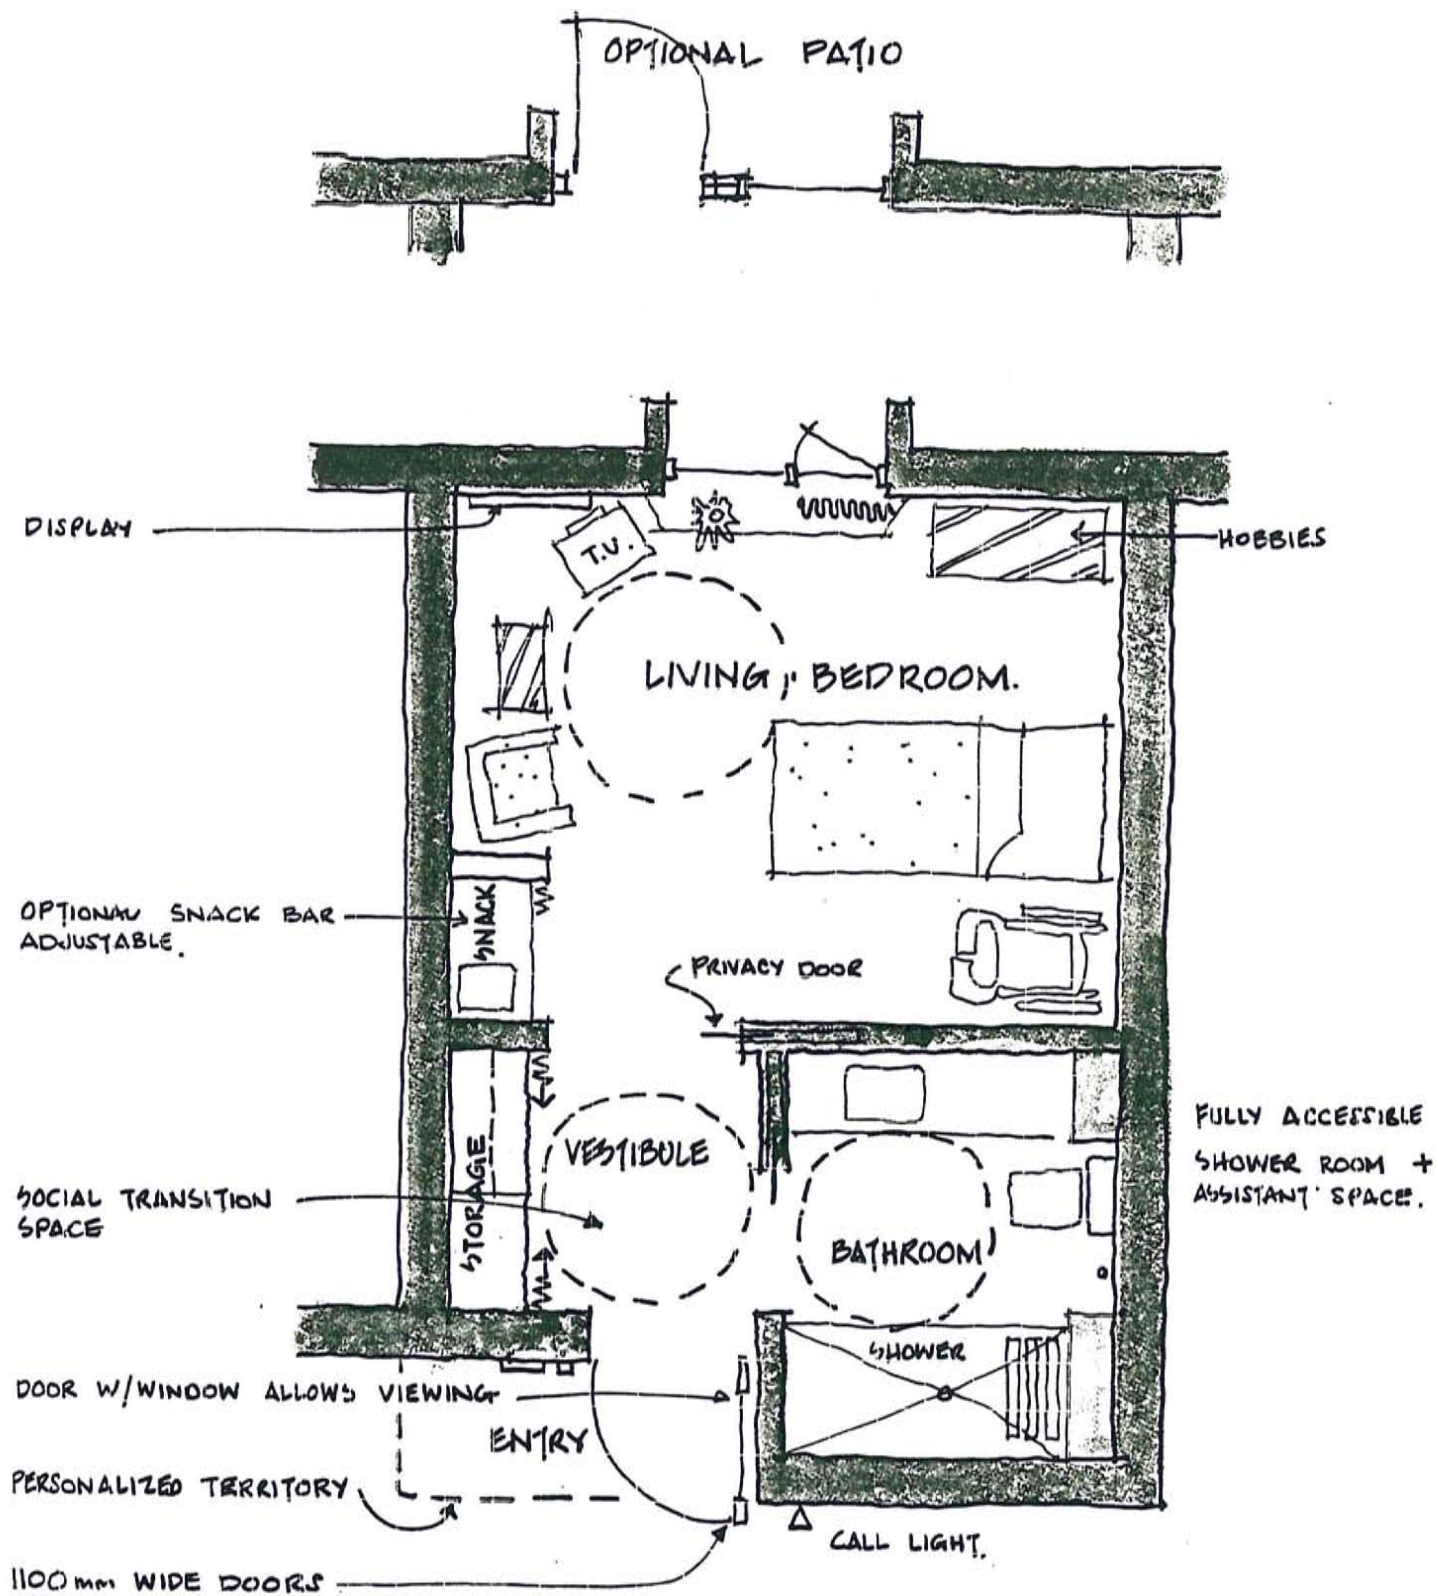 OPTIONAL PATIO
DISPLAY
T.V.
HOBBIES
LIVING, BEDROOM.
OPTIONAL SNACK BAR
ADJUSTABLE.
SNACK
PRIVACY DOOR
VESTIBULE
STORAGE
SOCIAL TRANSITION
SPACE
BATHROOM
FULLY ACCESSIBLE
SHOWER ROOM +
ASSISTANT SPACE.
SHOWER
DOOR W/WINDOW ALLOWS VIEWING
ENTRY
PERSONALIZED TERRITORY
CALL LIGHT.
1100mm WIDE DOORS